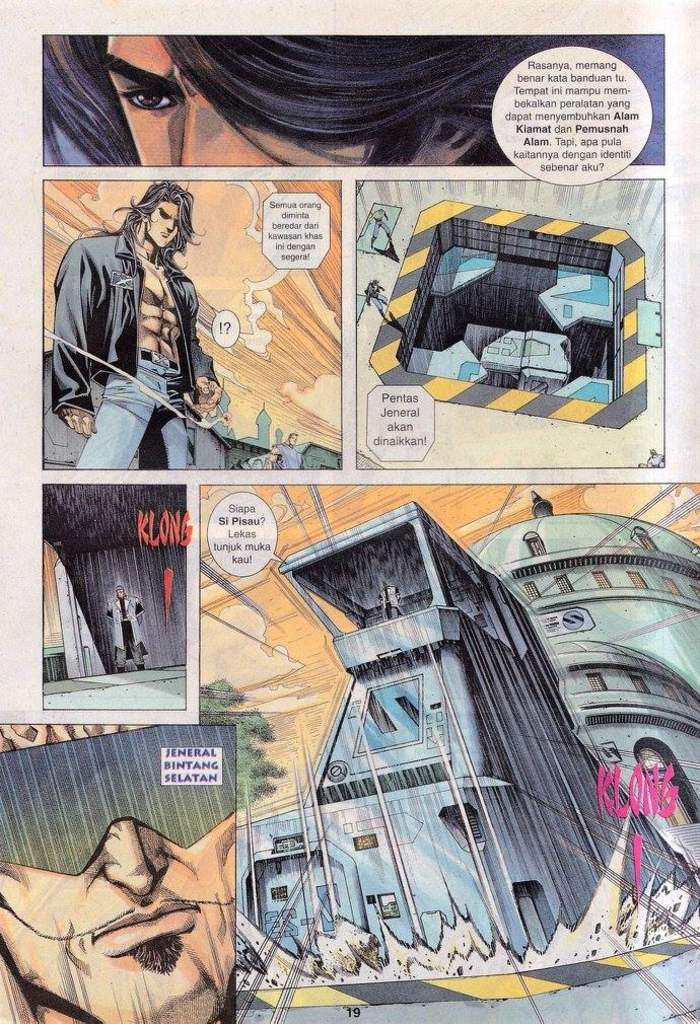 Rasanya, memang
benar kata banduan tu.
Tempat ini mampu mem-
bekalkan peralatan yang
dapat menyembuhkan Alam
Kiamat dan Pemusnah
Alam. Tapi, apa pula
kaitannya dengan identiti
sebenar aku?
Semua orang
diminta
beredar dari
kawasan khas
ini dengan
segera!
!?
Pentas
Jeneral
akan
dinaikkan!
KLONG
!
Siapa
Si Pisau?
Lekas
tunjuk muka
kau!
JENERAL
BINTANG
SELATAN
KLONG
!
19